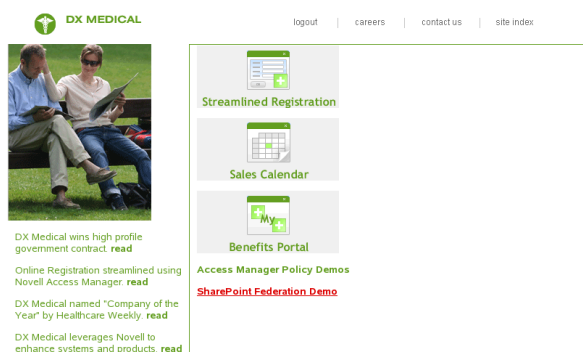 DX MEDICAL
logout
careers
contact us
site index
Streamlined Registration
Sales Calendar
My
Benefits Portal
Access Manager Policy Demos
SharePoint Federation Demo
DX Medical wins high profile
government contract. read
Online Registration streamlined using
Novell Access Manager. read
DX Medical named "Company of the
Year" by Healthcare Weekly. read
DX Medical leverages Novell to
enhance systems and products. read